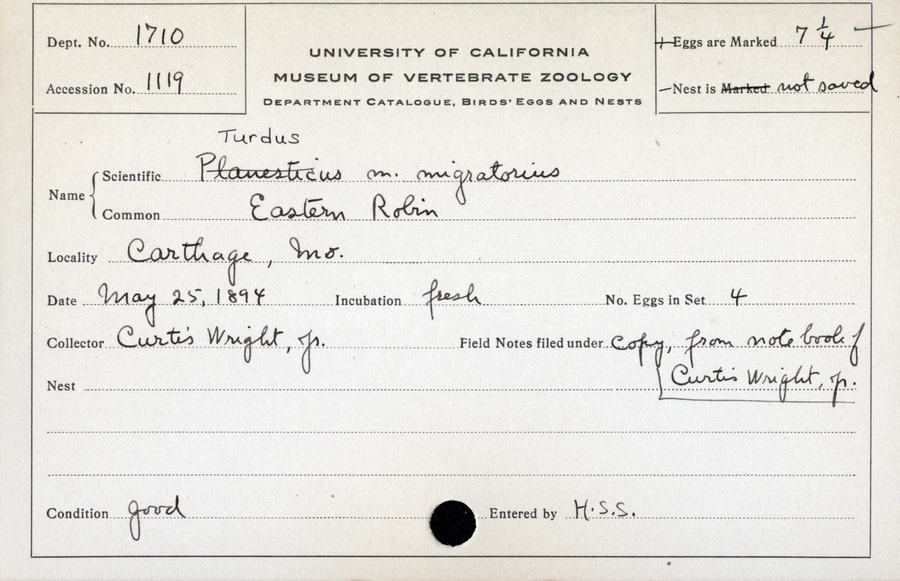 Dept. No. 1710
Accession No. 1119
UNIVERSITY OF CALIFORNIA
MUSEUM OF VERTEBRATE ZOOLOGY
DEPARTMENT CATALOGUE, BIRDS' EGGS AND NESTS
Eggs are Marked 7 1/4
Nest is Marked not saved
Turdus
Name Scientific Planesticus m. migratorius
Common Eastern Robin
Locality Carthage, Mo.
Date May 25, 1894 Incubation fresh No. Eggs in Set 4
Collector Curtis Wright, Jr. Field Notes filed under copy, from note book of
Nest Curtis Wright, Jr.
Condition good Entered by H.S.S.